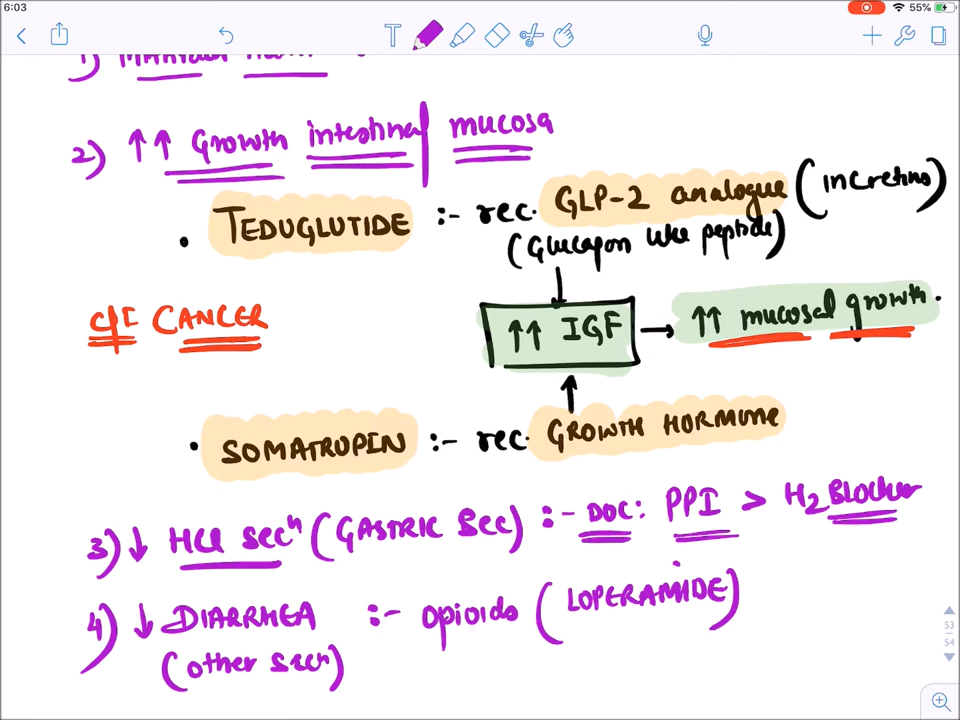 6:03
55%
T
1)
2) ↑↑ Growth intestinal mucosa
• TEDUGLUTIDE :- rec. GLP-2 analogue (incretins)
(Glucagon like peptide)
C/I CANCER
↑↑ IGF → ↑↑ mucosal growth.
• SOMATROPIN :- rec. GROWTH HORMONE
3) ↓ HCl Secⁿ (GASTRIC Sec) :- DOC: PPI > H₂ Blocker
4) ↓ DIARRHEA :- Opioids (LOPERAMIDE)
(other Secⁿ)
53
54